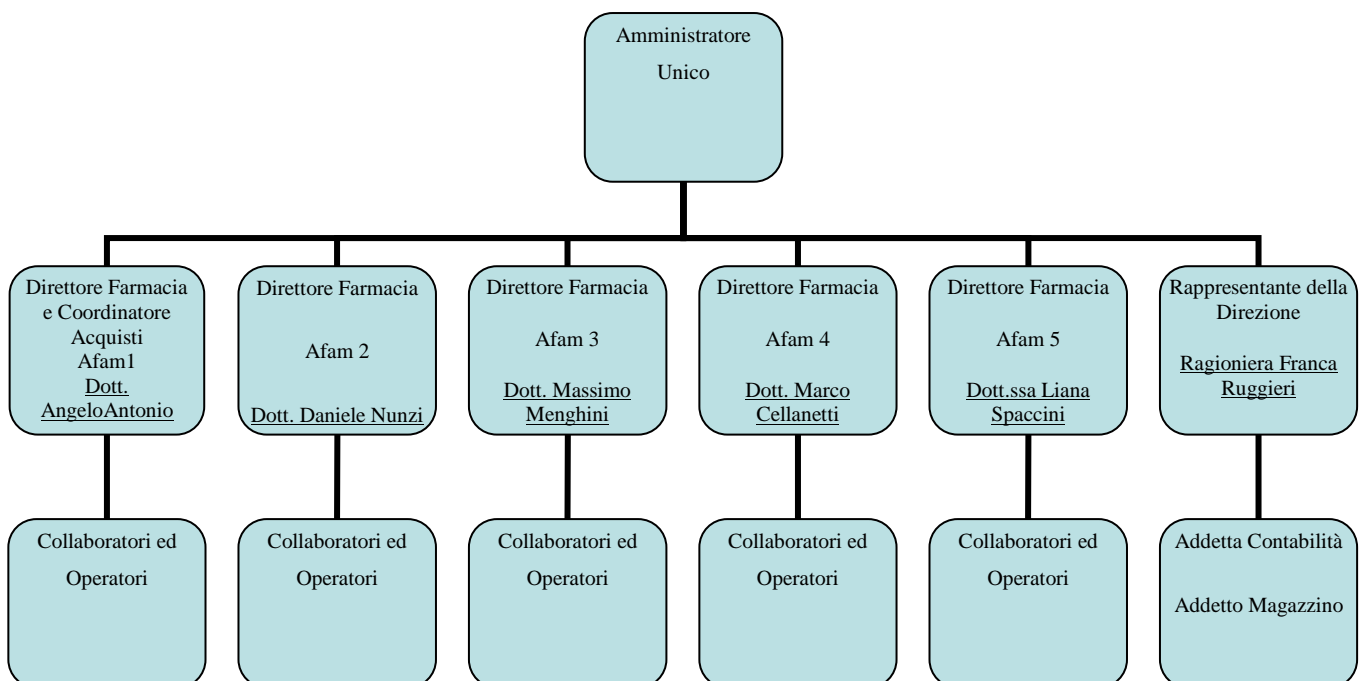 Amministratore
Unico
Direttore Farmacia
e Coordinatore
Acquisti
Afam1
Dott.
AngeloAntonio
Direttore Farmacia
Afam 2
Dott. Daniele Nunzi
Direttore Farmacia
Afam 3
Dott. Massimo
Menghini
Direttore Farmacia
Afam 4
Dott. Marco
Cellanetti
Direttore Farmacia
Afam 5
Dott.ssa Liana
Spaccini
Rappresentante della
Direzione
Ragioniera Franca
Ruggieri
Collaboratori ed
Operatori
Collaboratori ed
Operatori
Collaboratori ed
Operatori
Collaboratori ed
Operatori
Collaboratori ed
Operatori
Addetta Contabilità
Addetto Magazzino